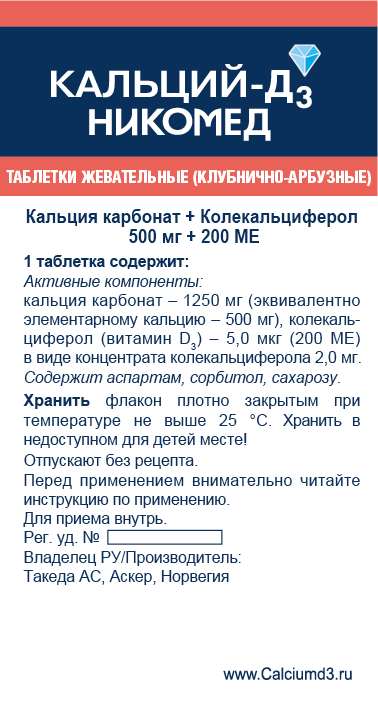 КАЛЬЦИЙ-Д3
НИКОМЕД
ТАБЛЕТКИ ЖЕВАТЕЛЬНЫЕ (КЛУБНИЧНО-АРБУЗНЫЕ)
Кальция карбонат + Колекальциферол
500 мг + 200 МЕ
1 таблетка содержит:
Активные компоненты:
кальция карбонат – 1250 мг (эквивалентно
элементарному кальцию – 500 мг), колекаль-
циферол (витамин D3) – 5,0 мкг (200 МЕ)
в виде концентрата колекальциферола 2,0 мг.
Содержит аспартам, сорбитол, сахарозу.
Хранить флакон плотно закрытым при
температуре не выше 25 °С. Хранить в
недоступном для детей месте!
Отпускают без рецепта.
Перед применением внимательно читайте
инструкцию по применению.
Для приема внутрь.
Рег. уд. №
Владелец РУ/Производитель:
Такеда АС, Аскер, Норвегия
www.Calciumd3.ru